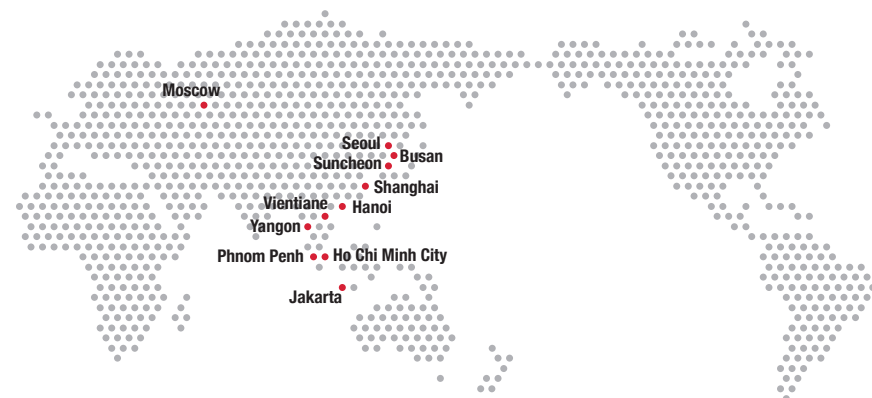 Moscow
Seoul
Busan
Suncheon
Shanghai
Vientiane
Hanoi
Yangon
Phnom Penh
Ho Chi Minh City
Jakarta